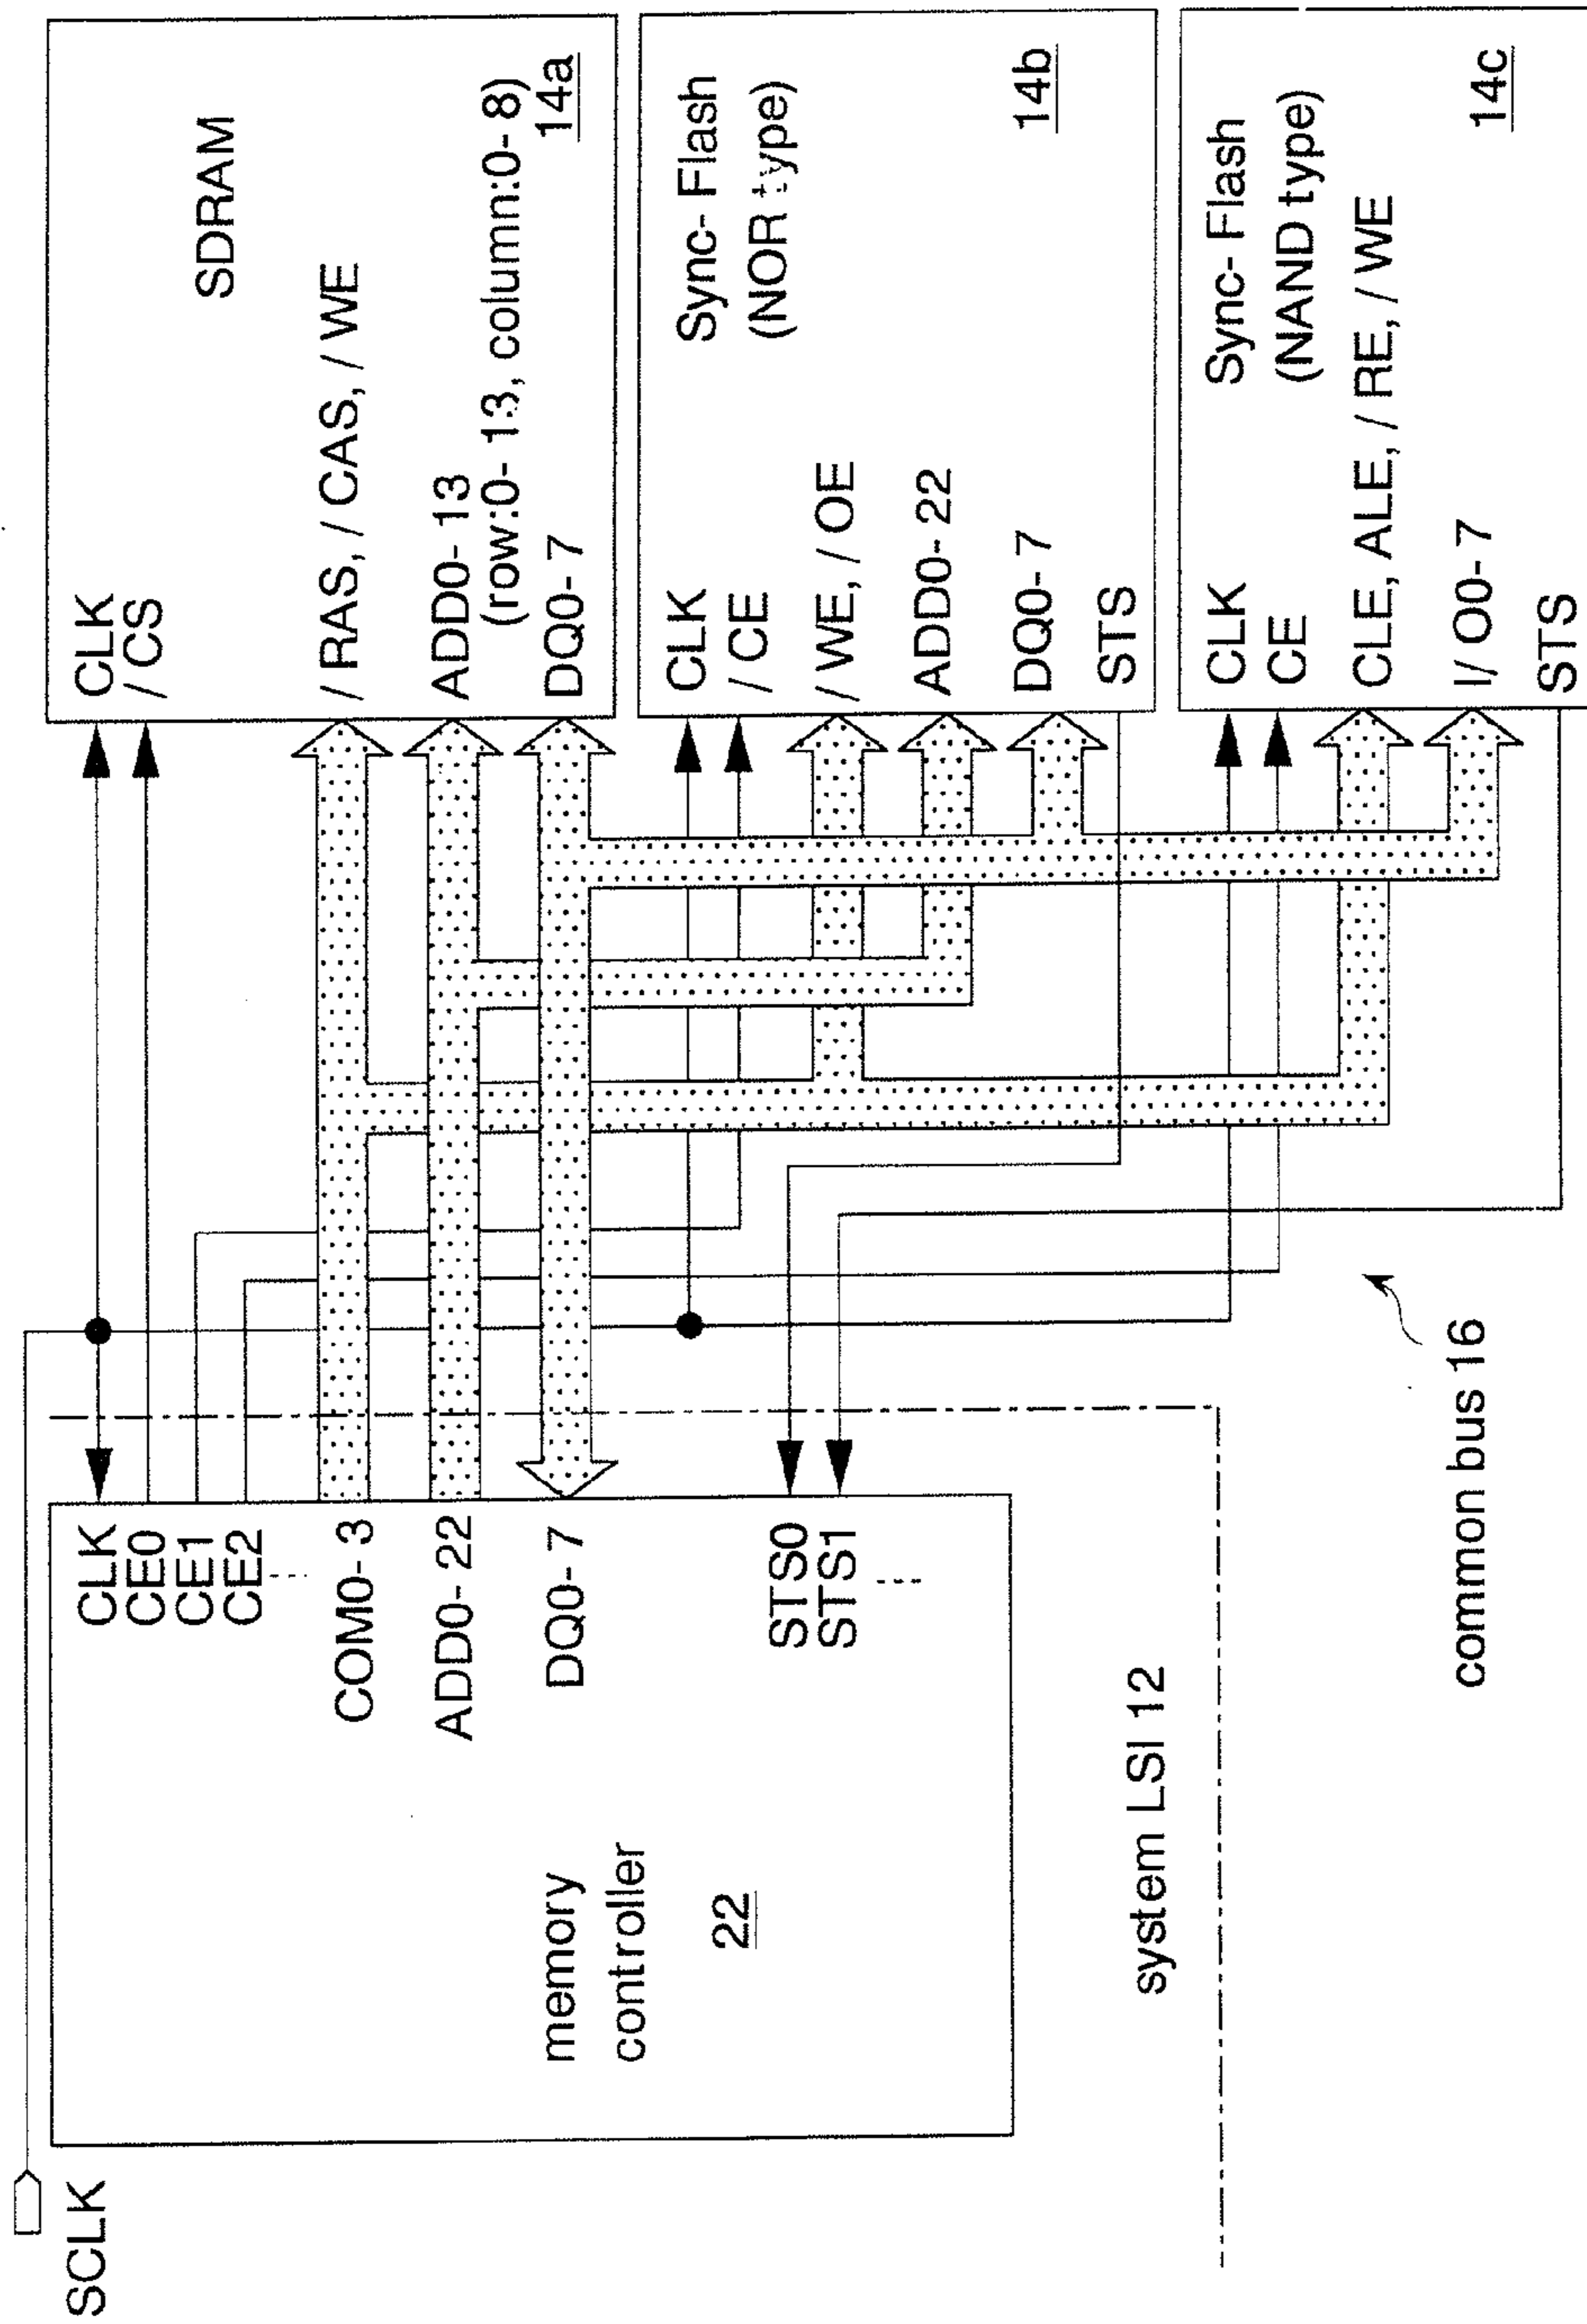 SCLK
CLK
CE0
CE1
CE2
COM0- 3
ADD0- 22
DQ0- 7
STS0
STS1
memory
controller
22
system LSI 12
common bus 16
CLK
/ CS
SDRAM
/ RAS, / CAS, / WE
ADD0- 13
(row:0- 13, column:0- 8)
DQ0- 7
14a
CLK
/ CE
Sync- Flash
(NOR type)
/ WE, / OE
ADD0- 22
DQ0- 7
14b
STS
CLK
CE
Sync- Flash
(NAND type)
CLE, ALE, / RE, / WE
I/ O0- 7
14c
STS